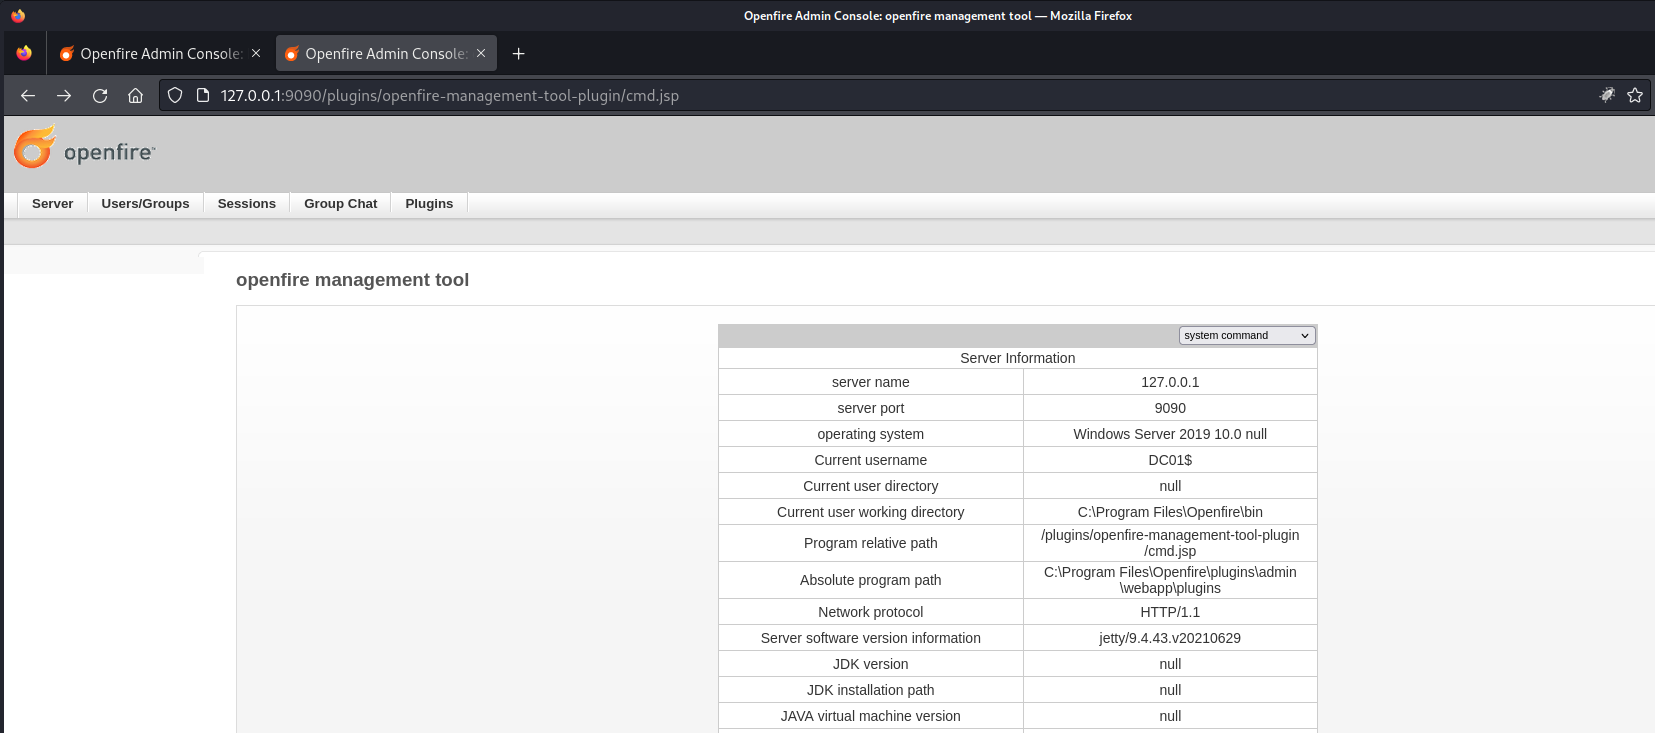 Openfire Admin Console: openfire management tool — Mozilla Firefox
Openfire Admin Console: Openfire Admin Console:
127.0.0.1:9090/plugins/openfire-management-tool-plugin/cmd.jsp
openfire™
Server Users/Groups Sessions Group Chat Plugins
openfire management tool
system command
Server Information
server name 127.0.0.1
server port 9090
operating system Windows Server 2019 10.0 null
Current username DC01$
Current user directory null
Current user working directory C:\Program Files\Openfire\bin
Program relative path /plugins/openfire-management-tool-plugin
/cmd.jsp
Absolute program path C:\Program Files\Openfire\plugins\admin
\webapp\plugins
Network protocol HTTP/1.1
Server software version information jetty/9.4.43.v20210629
JDK version null
JDK installation path null
JAVA virtual machine version null